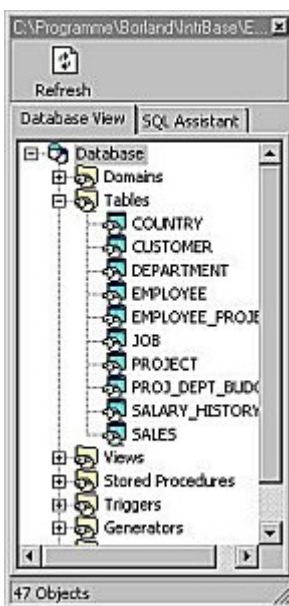 C:\Programme\Borland\IntrBase\E...
Refresh
Database View SQL Assistant
Database
Domains
Tables
COUNTRY
CUSTOMER
DEPARTMENT
EMPLOYEE
EMPLOYEE_PROJE
JOB
PROJECT
PROJ_DEPT_BUDG
SALARY_HISTORY
SALES
Views
Stored Procedures
Triggers
Generators
47 Objects